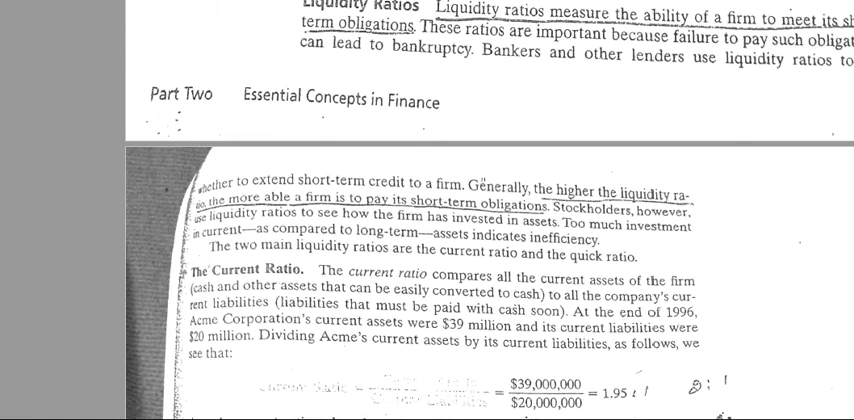 Liquidity Ratios Liquidity ratios measure the ability of a firm to meet its
term obligations. These ratios are important because failure to pay such
can lead to bankruptcy. Bankers and other lenders use liquidity ratios to
Part Two Essential Concepts in Finance
whether to extend short-term credit to a firm. Generally, the higher the liquidity ra-
tio, the more able a firm is to pay its short-term obligations. Stockholders, however,
use liquidity ratios to see how the firm has invested in assets. Too much investment
in current—as compared to long-term—assets indicates inefficiency.
The two main liquidity ratios are the current ratio and the quick ratio.
The Current Ratio. The current ratio compares all the current assets of the firm
(cash and other assets that can be easily converted to cash) to all the company's cur-
rent liabilities (liabilities that must be paid with cash soon). At the end of 1996,
Acme Corporation's current assets were $39 million and its current liabilities were
$20 million. Dividing Acme's current assets by its current liabilities, as follows, we
see that:
= $39,000,000
$20,000,000
= 1.95